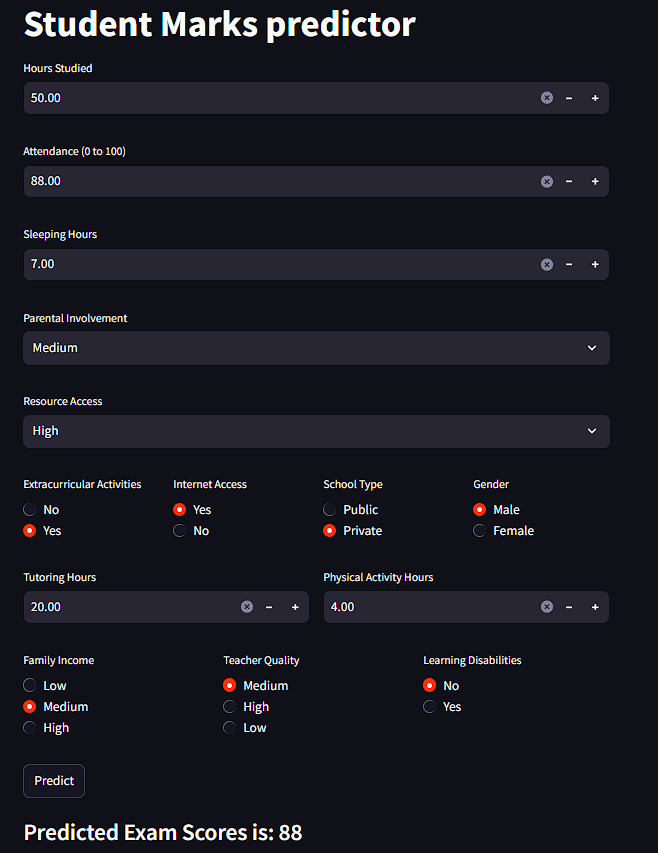 Student Marks predictor
Hours Studied
50.00
Attendance (0 to 100)
88.00
Sleeping Hours
7.00
Parental Involvement
Medium
Resource Access
High
Extracurricular Activities Internet Access School Type Gender
No Yes Public Male
Yes No Private Female
Tutoring Hours Physical Activity Hours
20.00 4.00
Family Income Teacher Quality Learning Disabilities
Low Medium No
Medium High Yes
High Low
Predict
Predicted Exam Scores is: 88